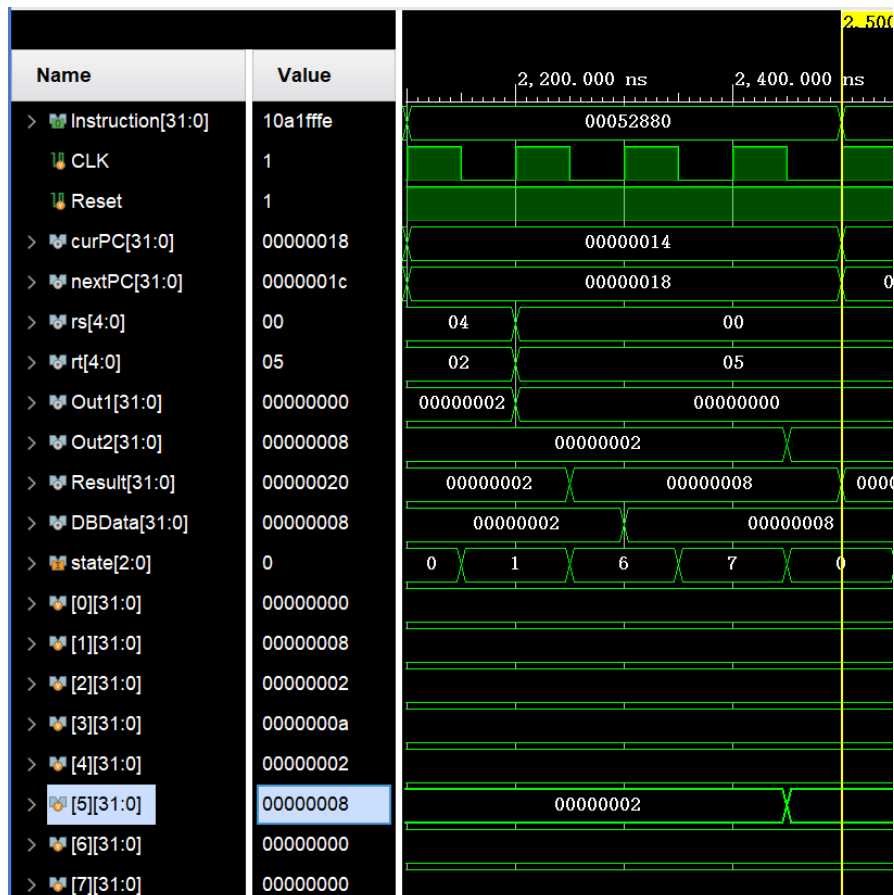 2,500
Name Value 2,200.000 ns 2,400.000 ns
Instruction[31:0] 10a1fffe 00052880
CLK 1
Reset 1
curPC[31:0] 00000018 00000014
nextPC[31:0] 0000001c 00000018 0
rs[4:0] 00 04 00
rt[4:0] 05 02 05
Out1[31:0] 00000000 00000002 00000000
Out2[31:0] 00000008 00000002
Result[31:0] 00000020 00000002 00000008 0000
DBData[31:0] 00000008 00000002 00000008
state[2:0] 0 0 1 6 7 0
[0][31:0] 00000000
[1][31:0] 00000008
[2][31:0] 00000002
[3][31:0] 0000000a
[4][31:0] 00000002
[5][31:0] 00000008 00000002
[6][31:0] 00000000
[7][31:0] 00000000